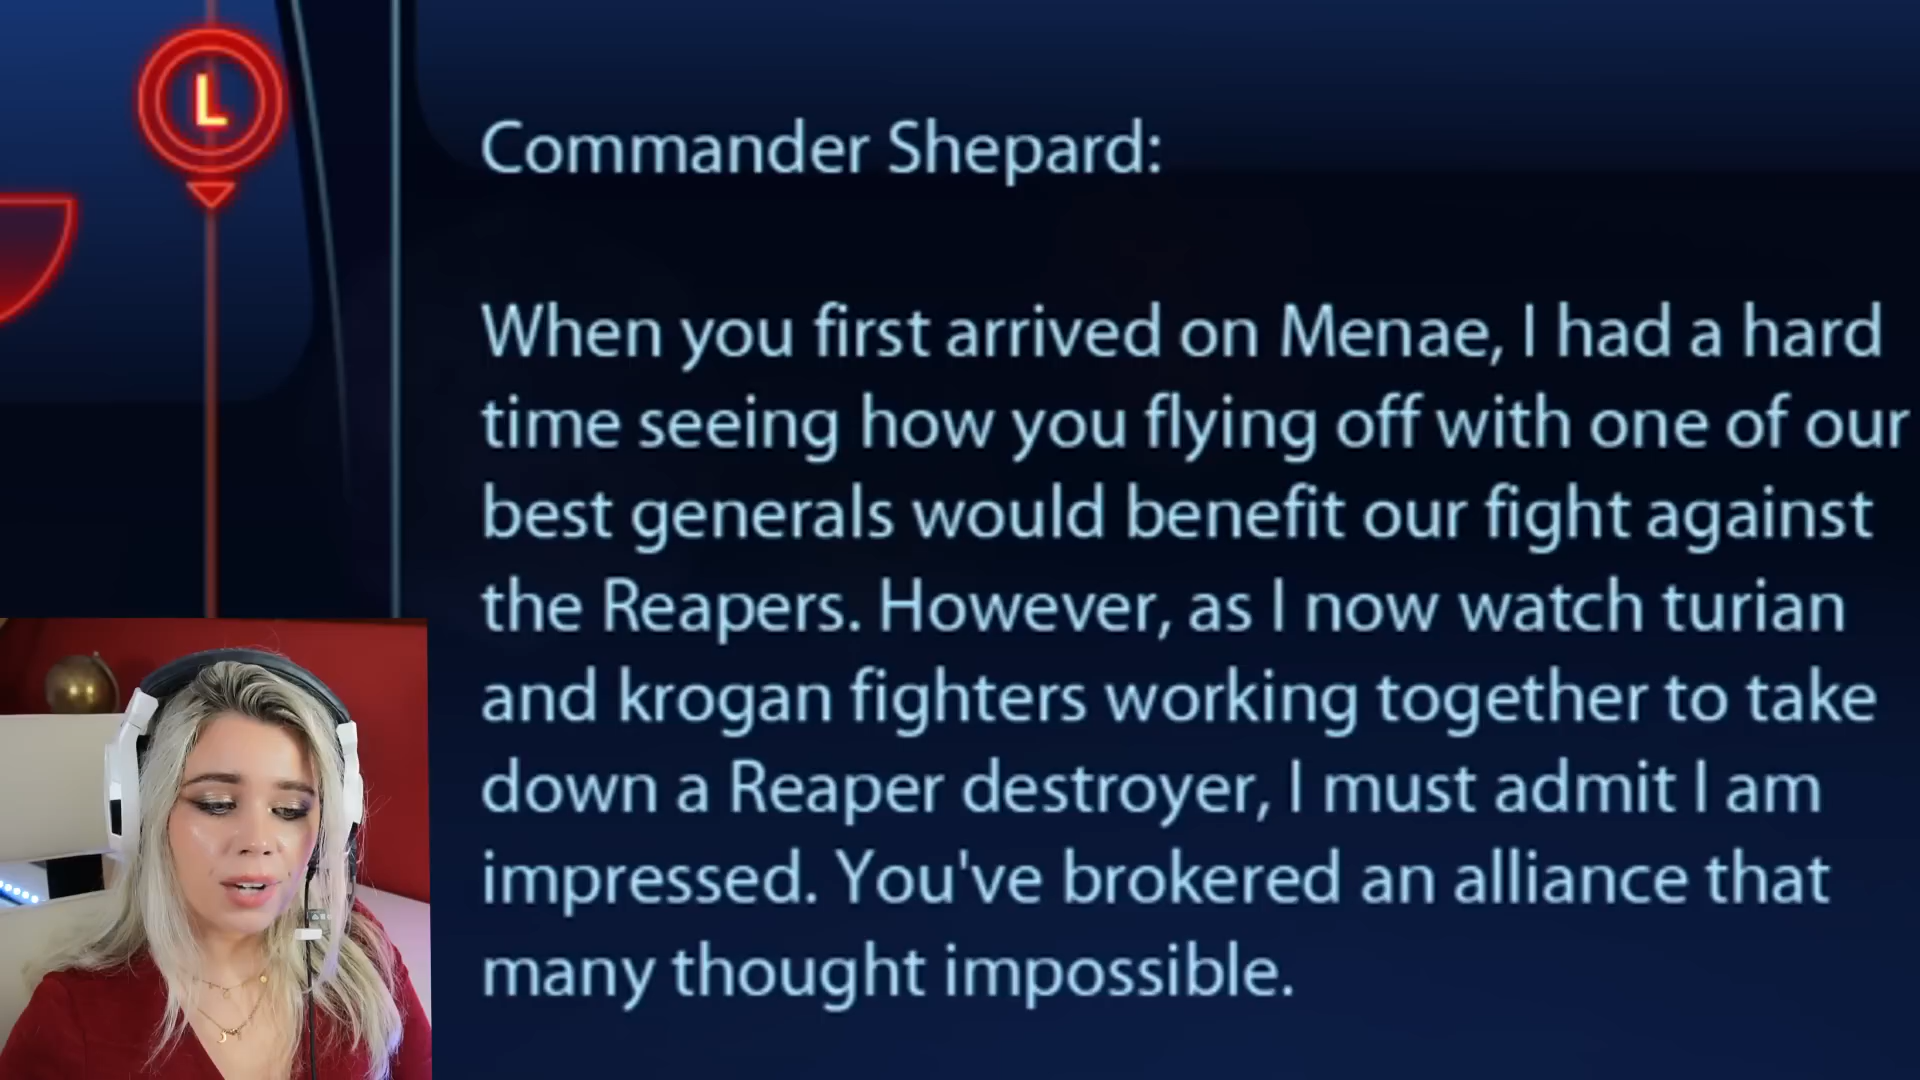 L
Commander Shepard:
When you first arrived on Menae, I had a hard
time seeing how you flying off with one of our
best generals would benefit our fight against
the Reapers. However, as I now watch turian
and krogan fighters working together to take
down a Reaper destroyer, I must admit I am
impressed. You've brokered an alliance that
many thought impossible.